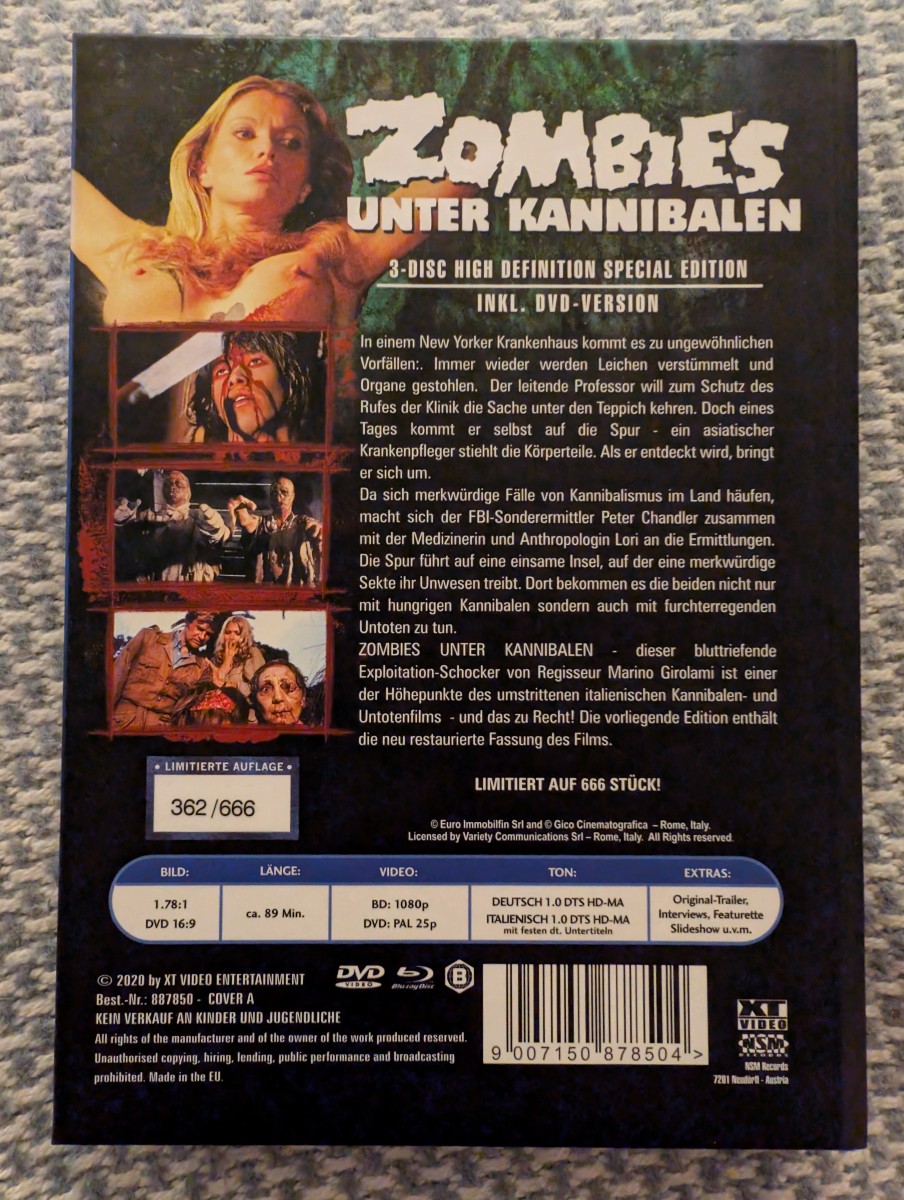 ZOMBIES
UNTER KANNIBALEN
3-DISC HIGH DEFINITION SPECIAL EDITION
INKL. DVD-VERSION
In einem New Yorker Krankenhaus kommt es zu ungewöhnlichen
Vorfällen:. Immer wieder werden Leichen verstümmelt und
Organe gestohlen. Der leitende Professor will zum Schutz des
Rufes der Klinik die Sache unter den Teppich kehren. Doch eines
Tages kommt er selbst auf die Spur - ein asiatischer
Krankenpfleger stiehlt die Körperteile. Als er entdeckt wird, bringt
er sich um.
Da sich merkwürdige Fälle von Kannibalismus im Land häufen,
macht sich der FBI-Sonderermittler Peter Chandler zusammen
mit der Medizinerin und Anthropologin Lori an die Ermittlungen.
Die Spur führt auf eine einsame Insel, auf der eine merkwürdige
Sekte ihr Unwesen treibt. Dort bekommen es die beiden nicht nur
mit hungrigen Kannibalen sondern auch mit furchterregenden
Untoten zu tun.
ZOMBIES UNTER KANNIBALEN - dieser bluttriefende
Exploitation-Schocker von Regisseur Marino Girolami ist einer
der Höhepunkte des umstrittenen italienischen Kannibalen- und
Untotenfilms - und das zu Recht! Die vorliegende Edition enthält
die neu restaurierte Fassung des Films.
• LIMITIERTE AUFLAGE •
362/666
LIMITIERT AUF 666 STÜCK!
© Euro Immobilfin Srl and © Gico Cinematografica – Rome, Italy.
Licensed by Variety Communications Srl – Rome, Italy. All Rights reserved.
BILD: LÄNGE: VIDEO: TON: EXTRAS:
1.78:1
DVD 16:9
ca. 89 Min.
BD: 1080p
DVD: PAL 25p
DEUTSCH 1.0 DTS HD-MA
ITALIENISCH 1.0 DTS HD-MA
mit festen dt. Untertiteln
Original-Trailer,
Interviews, Featurette
Slideshow u.v.m.
© 2020 by XT VIDEO ENTERTAINMENT
Best.-Nr.: 887850 - COVER A
KEIN VERKAUF AN KINDER UND JUGENDLICHE
All rights of the manufacturer and of the owner of the work produced reserved.
Unauthorised copying, hiring, lending, public performance and broadcasting
prohibited. Made in the EU.
DVD
VIDEO
Blu-ray Disc
B
9 007150 878504 >
XT
VIDEO
NSM
RECORDS
NSM Records
7201 Neudörfl - Austria